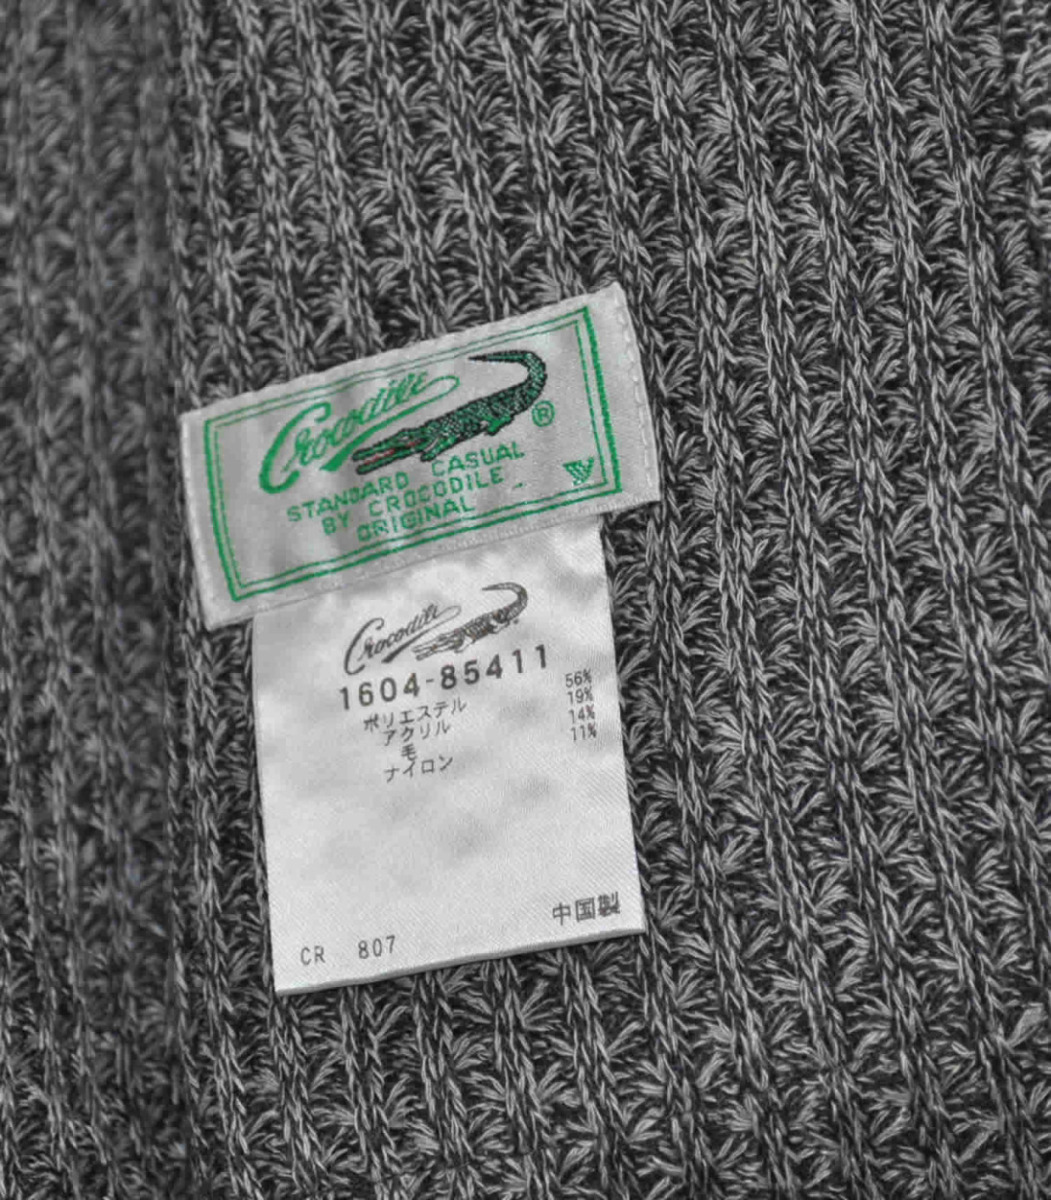 Crocodile
®
STANDARD CASUAL
BY CROCODILE
ORIGINAL
Crocodile
1604-85411
ポリエステル 56%
アクリル 19%
毛 14%
ナイロン 11%
中国製
CR 807